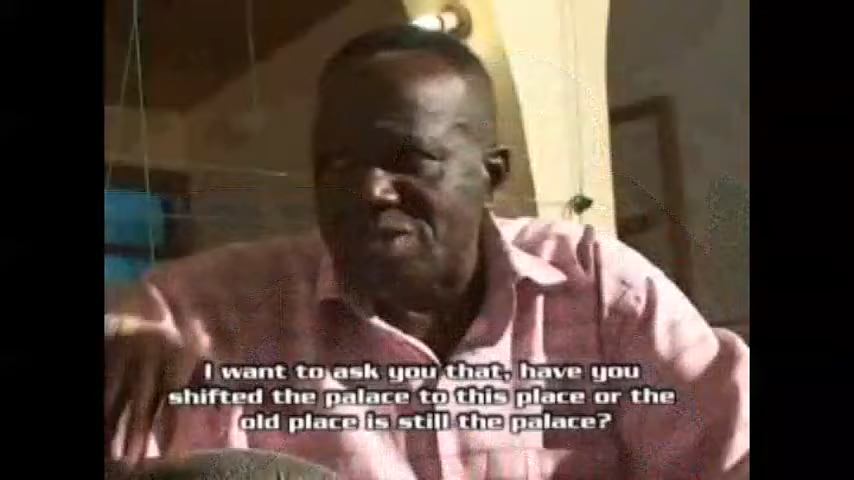 I want to ask you that, have you
shifted the palace to this place or the
old place is still the palace?